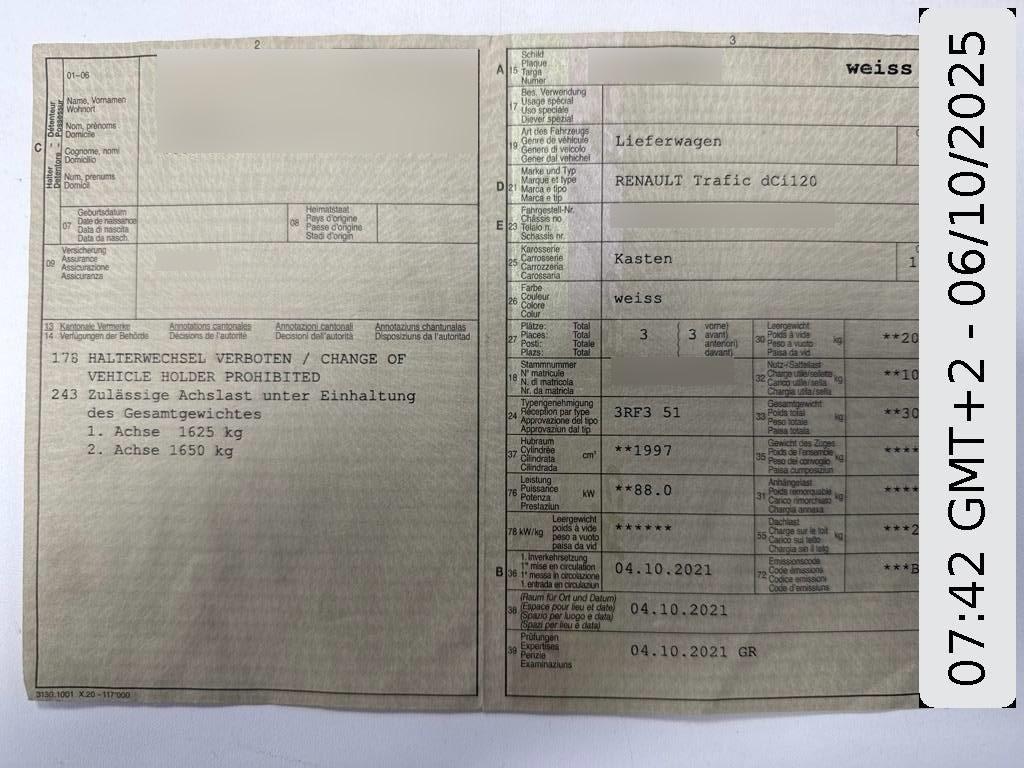 2
01–06
Name, Vornamen
Wohnort
Nom, prénoms
Domicile
Cognome, nomi
Domicilio
Num, prenums
Domicil
C
Halter - Détenteur
Detentore - Possessur
07
Geburtsdatum
Date de naissance
Data di nascita
Data da nasch.
08
Heimatstaat
Pays d'origine
Paese d'origine
Stadi d'origin
09
Versicherung
Assurance
Assicurazione
Assicuranza
13 Kantonale Vermerke Annotations cantonales Annotazioni cantonali Annotaziuns chantunalas
14 Verfügungen der Behörde Décisions de l'autorité Decisioni dell'autorità Disposiziuns da l'autoritad
178 HALTERWECHSEL VERBOTEN / CHANGE OF
VEHICLE HOLDER PROHIBITED
243 Zulässige Achslast unter Einhaltung
des Gesamtgewichtes
1. Achse 1625 kg
2. Achse 1650 kg
3130.1001 X.20 – 117'000
3
A 15
Schild
Plaque
Targa
Numer
weiss
17
Bes. Verwendung
Usage spécial
Uso speciale
Diever spezial
19
Art des Fahrzeugs
Genre de véhicule
Genere di veicolo
Gener dal vehichel
Lieferwagen
D 21
Marke und Typ
Marque et type
Marca e tipo
Marca e tip
RENAULT Trafic dCi120
E 23
Fahrgestell-Nr.
Châssis no
Telaio n.
Schassis nr.
25
Karosserie
Carrosserie
Carrozzeria
Carossaria
Kasten
1
26
Farbe
Couleur
Colore
Colur
weiss
27
Plätze: Total
Places: Total
Posti: Totale
Plazs: Total
3
3
vorne)
avant)
anteriori)
davant)
30
Leergewicht
Poids à vide
Peso a vuoto
Paisa da vid
kg
**20
18
Stammnummer
N° matricule
N. di matricola
Nr. da matricla
32
Nutz-/Sattellast
Charge utile/sellette
Carico utile/sella
Chargia utila/sella
kg
**10
24
Typengenehmigung
Réception par type
Approvazione del tipo
Approvaziun dal tip
3RF3 51
33
Gesamtgewicht
Poids total
Peso totale
Paisa totala
kg
**30
37
Hubraum
Cylindrée
Cilindrata
Cilindrada
cm³
**1997
35
Gewicht des Zuges
Poids de l'ensemble
Peso del convoglio
Paisa cumposiziun
kg
****
76
Leistung
Puissance
Potenza
Prestaziun
kW
**88.0
31
Anhängelast
Poids remorquable
Carico rimorchiato
Chargia annexa
kg
****
78 kW/kg
Leergewicht
poids à vide
peso a vuoto
paisa da vid
******
55
Dachlast
Charge sur le toit
Carico sul tetto
Chargia sin il tetg
kg
***2
B 36
1. Inverkehrsetzung
1re mise en circulation
1a messa in circolazione
1. entrada en circulaziun
04.10.2021
72
Emissionscode
Code émissions
Codice emissioni
Code d'emissiuns
***B
38
(Raum für Ort und Datum)
(Espace pour lieu et date)
(Spazio per luogo e data)
(Spazi per lieu e data)
04.10.2021
39
Prüfungen
Expertises
Perizie
Examinaziuns
04.10.2021 GR
07:42 GMT+2 - 06/10/2025